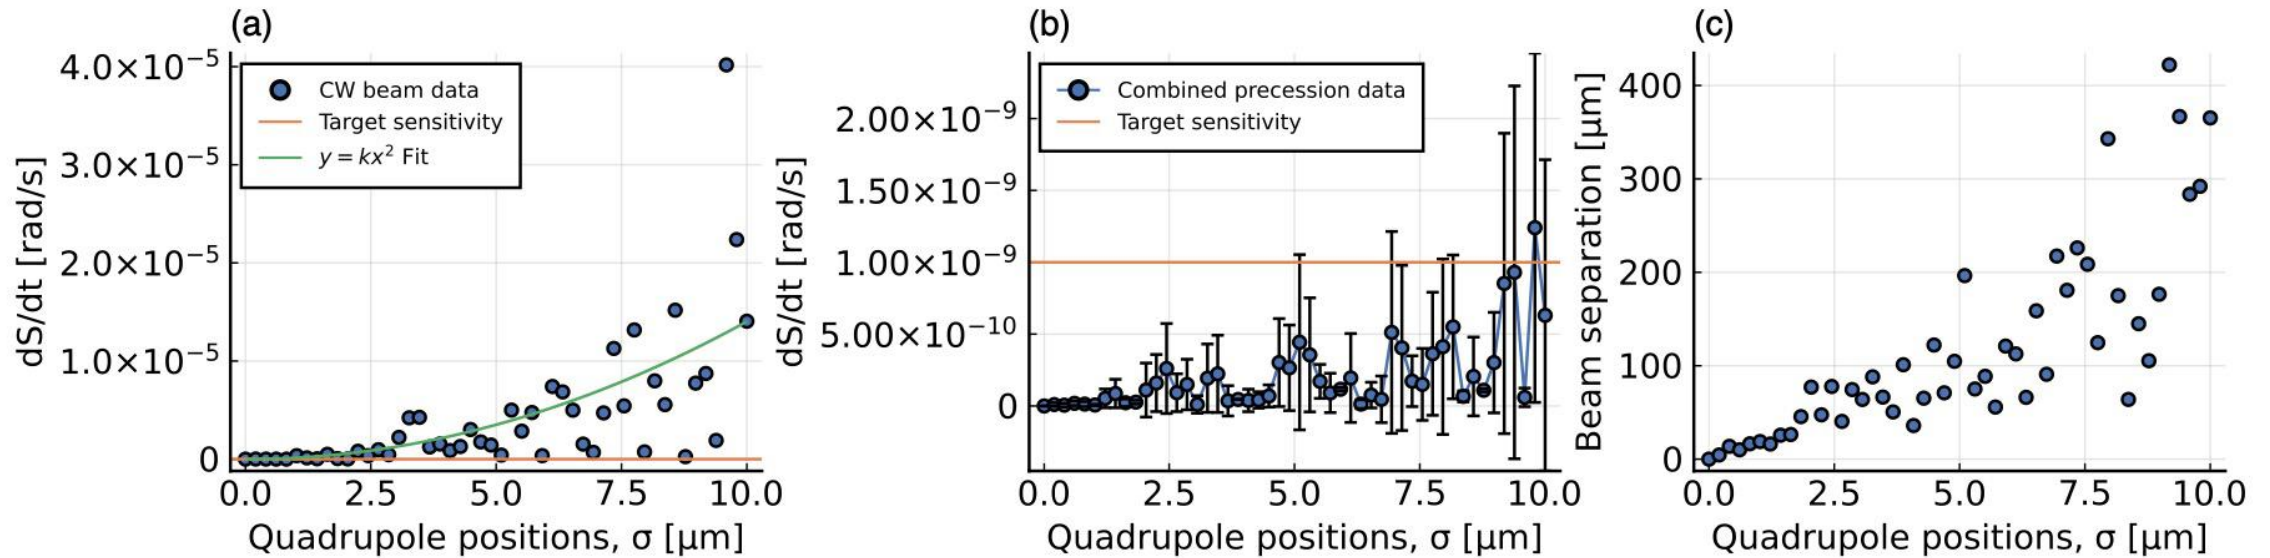 (a)
dS/dt [rad/s]
4.0×10⁻⁵
3.0×10⁻⁵
2.0×10⁻⁵
1.0×10⁻⁵
0
CW beam data
Target sensitivity
y = kx² Fit
0.0 2.5 5.0 7.5 10.0
Quadrupole positions, σ [μm]
(b)
dS/dt [rad/s]
2.00×10⁻⁹
1.50×10⁻⁹
1.00×10⁻⁹
5.00×10⁻¹⁰
0
Combined precession data
Target sensitivity
0.0 2.5 5.0 7.5 10.0
Quadrupole positions, σ [μm]
(c)
Beam separation [μm]
400
300
200
100
0
0.0 2.5 5.0 7.5 10.0
Quadrupole positions, σ [μm]